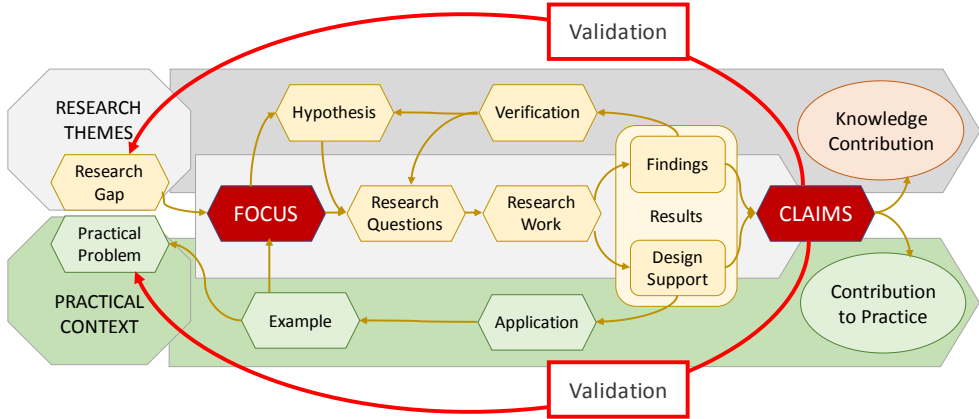 Validation
RESEARCH
THEMES
Hypothesis
Verification
Knowledge
Contribution
Research
Gap
Findings
FOCUS
Research
Questions
Research
Work
Results
CLAIMS
Practical
Problem
Design
Support
PRACTICAL
CONTEXT
Example
Application
Contribution
to Practice
Validation